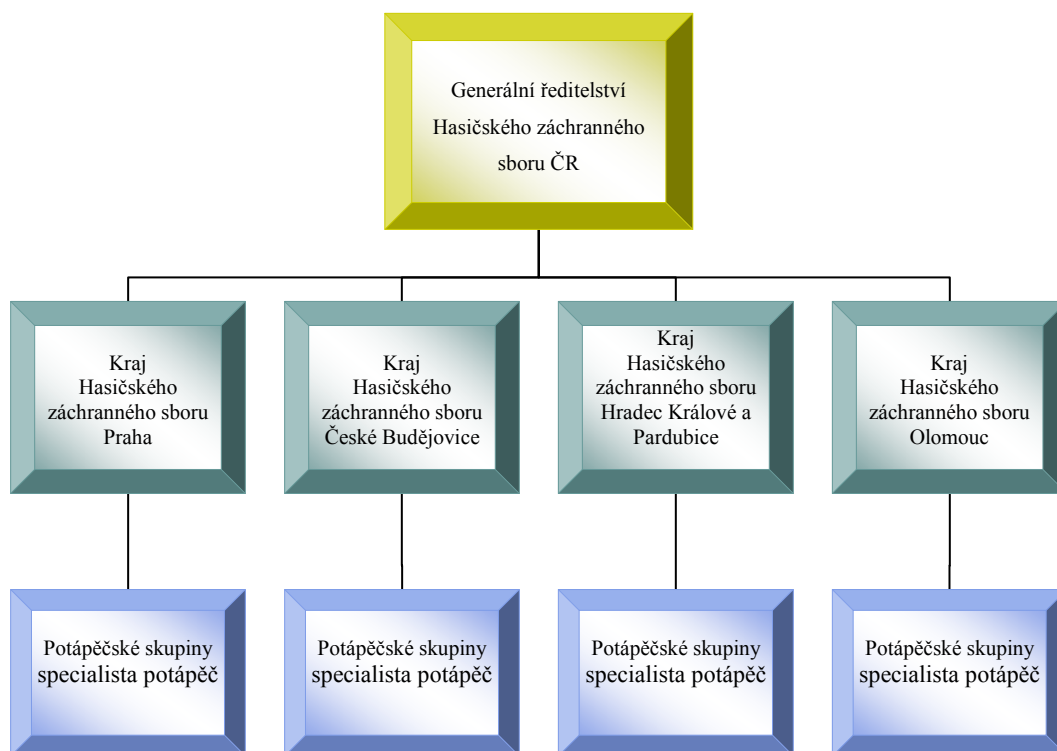 Generální ředitelství
Hasičského záchranného
sboru ČR
Kraj
Hasičského
záchranného sboru
Praha
Kraj
Hasičského
záchranného sboru
České Budějovice
Kraj
Hasičského
záchranného sboru
Hradec Králové a
Pardubice
Kraj
Hasičského
záchranného sboru
Olomouc
Potápěčské skupiny
specialista potápěč
Potápěčské skupiny
specialista potápěč
Potápěčské skupiny
specialista potápěč
Potápěčské skupiny
specialista potápěč